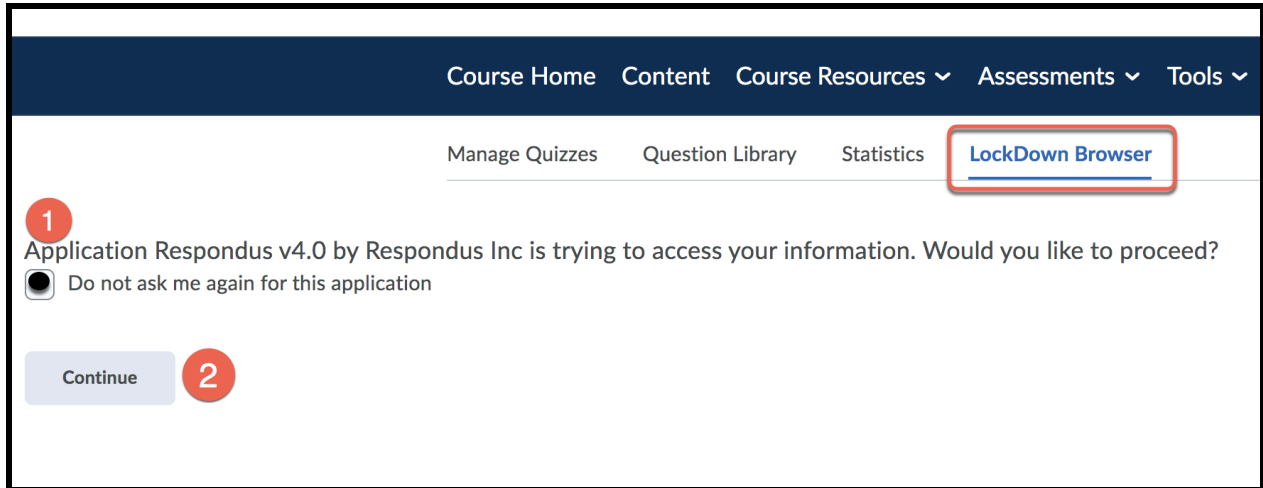 Course Home Content Course Resources Assessments Tools
Manage Quizzes Question Library Statistics LockDown Browser
1
Application Respondus v4.0 by Respondus Inc is trying to access your information. Would you like to proceed?
Do not ask me again for this application
Continue 2